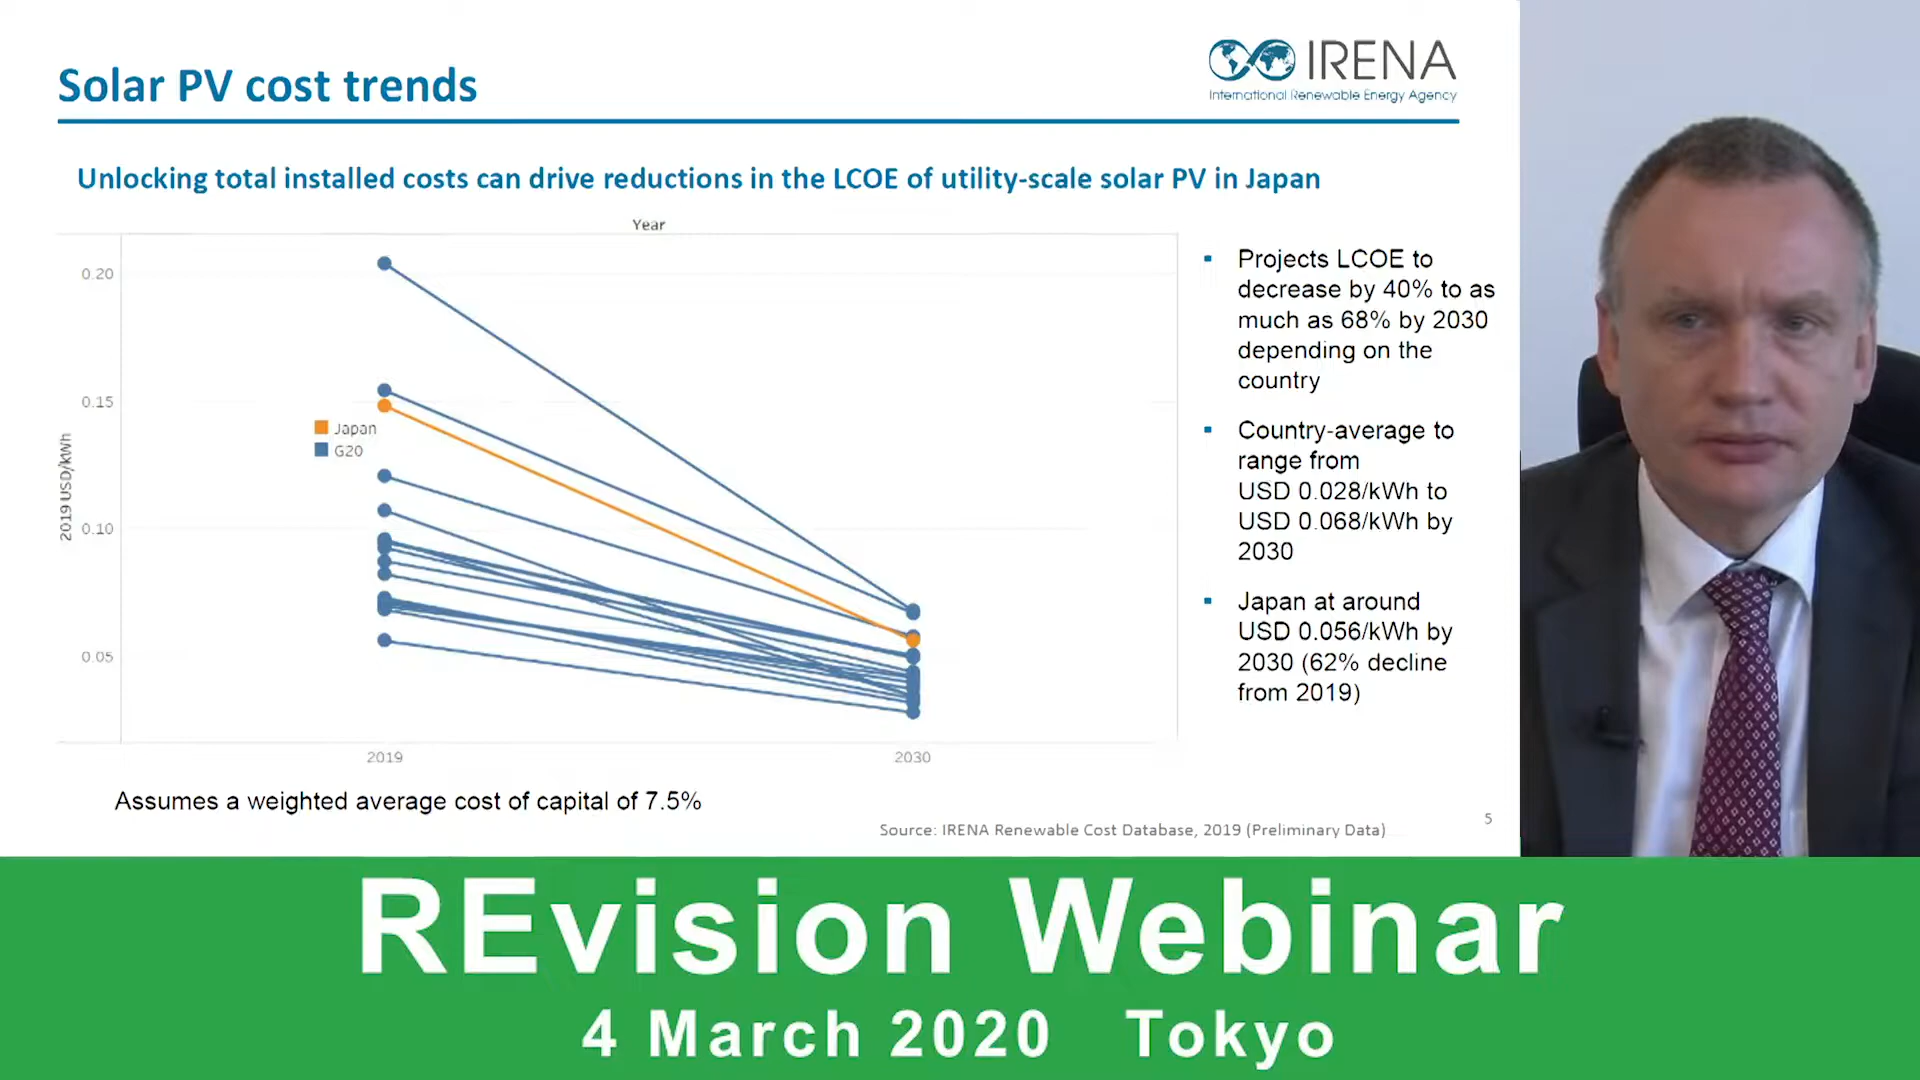 Solar PV cost trends
IRENA
International Renewable Energy Agency
Unlocking total installed costs can drive reductions in the LCOE of utility-scale solar PV in Japan
Year
0.20
0.15
0.10
0.05
2019 USD/kWh
Japan
G20
2019
2030
▪ Projects LCOE to
decrease by 40% to as
much as 68% by 2030
depending on the
country
▪ Country-average to
range from
USD 0.028/kWh to
USD 0.068/kWh by
2030
▪ Japan at around
USD 0.056/kWh by
2030 (62% decline
from 2019)
Assumes a weighted average cost of capital of 7.5%
Source: IRENA Renewable Cost Database, 2019 (Preliminary Data)
5
REvision Webinar
4 March 2020 Tokyo